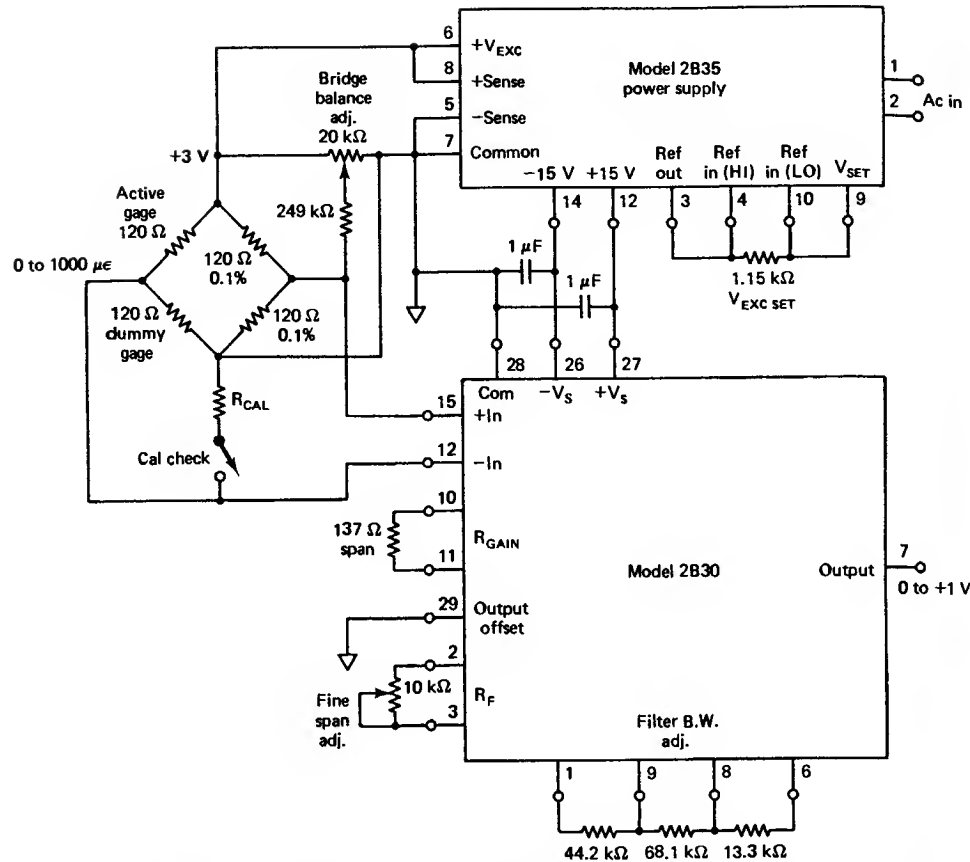 6
+V_EXC
8
+Sense
5
−Sense
7
Common
Model 2B35
power supply
1
2
Ac in
−15 V
+15 V
Ref
out
Ref
in (HI)
Ref
in (LO)
V_SET
14
12
3
4
10
9
1.15 kΩ
V_EXC SET
Bridge
balance
adj.
20 kΩ
+3 V
249 kΩ
Active
gage
120 Ω
120 Ω
0.1%
0 to 1000 με
120 Ω
dummy
gage
120 Ω
0.1%
1 μF
1 μF
28
26
27
Com
−V_S
+V_S
R_CAL
Cal check
15
+In
12
−In
10
137 Ω
span
R_GAIN
11
Model 2B30
Output
7
0 to +1 V
29
Output
offset
2
10 kΩ
R_F
Fine
span
adj.
3
Filter B.W.
adj.
1
9
8
6
44.2 kΩ
68.1 kΩ
13.3 kΩ